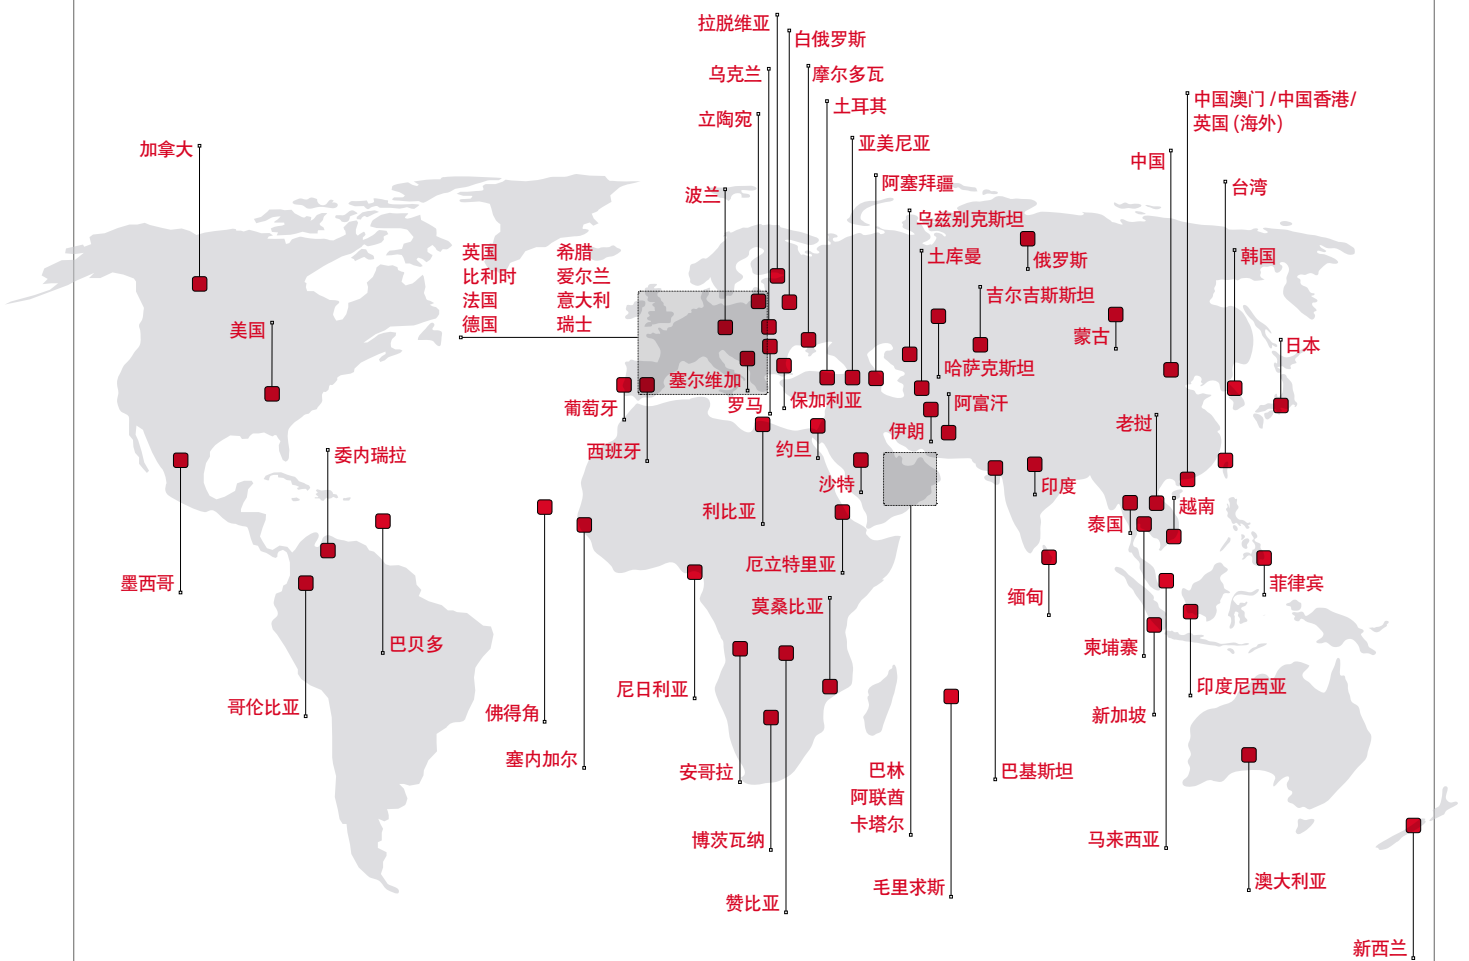 拉脱维亚
白俄罗斯
乌克兰
摩尔多瓦
中国澳门 /中国香港/
英国 (海外)
土耳其
立陶宛
亚美尼亚
加拿大
中国
阿塞拜疆
台湾
波兰
乌兹别克斯坦
英国
希腊
比利时
爱尔兰
法国
意大利
德国
瑞士
土库曼
俄罗斯
韩国
吉尔吉斯斯坦
美国
蒙古
日本
哈萨克斯坦
塞尔维加
罗马
保加利亚
葡萄牙
阿富汗
伊朗
老挝
西班牙
约旦
委内瑞拉
沙特
印度
利比亚
越南
泰国
厄立特里亚
墨西哥
菲律宾
缅甸
莫桑比亚
巴贝多
柬埔寨
尼日利亚
印度尼西亚
哥伦比亚
佛得角
新加坡
塞内加尔
安哥拉
巴林
阿联酋
卡塔尔
巴基斯坦
博茨瓦纳
马来西亚
毛里求斯
澳大利亚
赞比亚
新西兰